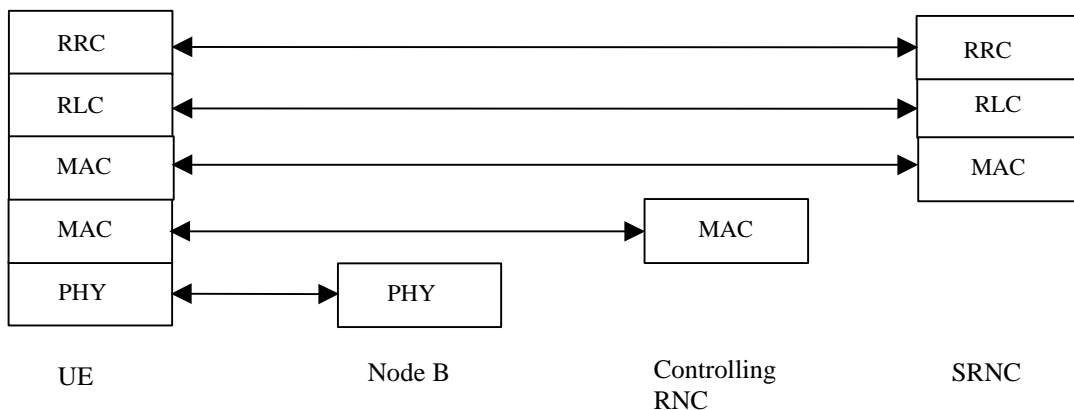 RRC
RRC
RLC
RLC
MAC
MAC
MAC
MAC
PHY
PHY
UE
Node B
Controlling
RNC
SRNC